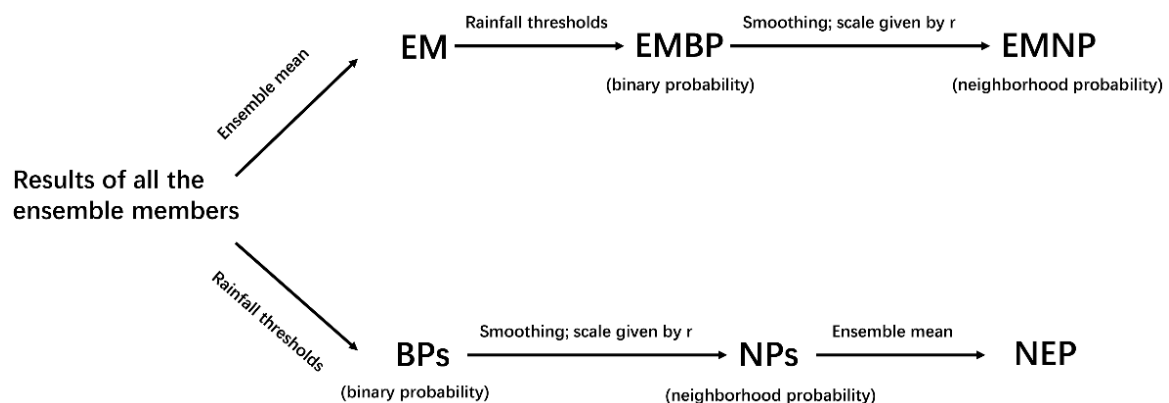 Ensemble mean
EM
Rainfall thresholds
EMBP
(binary probability)
Smoothing; scale given by r
EMNP
(neighborhood probability)
Results of all the
ensemble members
Rainfall thresholds
BPs
(binary probability)
Smoothing; scale given by r
NPs
(neighborhood probability)
Ensemble mean
NEP